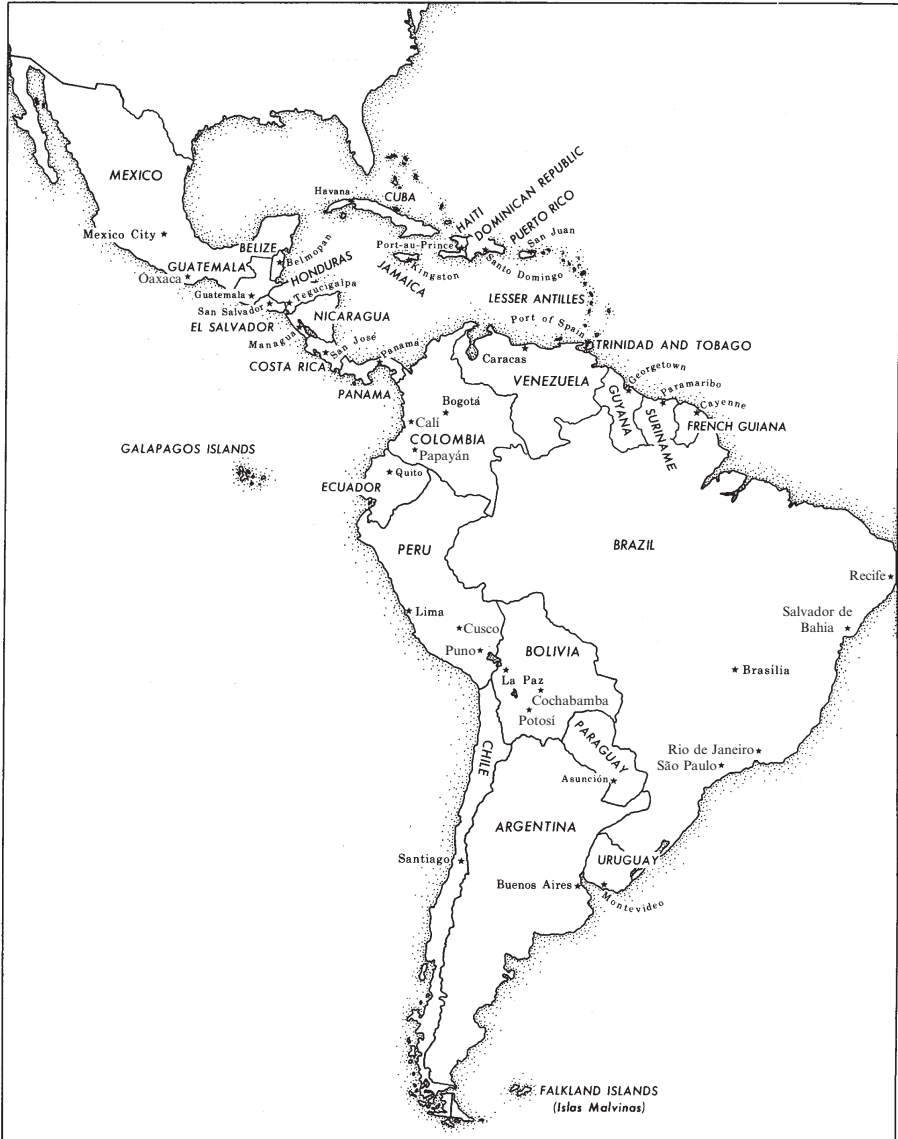 MEXICO
Mexico City
Oaxaca
Havana
CUBA
HAITI
DOMINICAN REPUBLIC
PUERTO RICO
San Juan
Port-au-Prince
Santo Domingo
Kingston
JAMAICA
BELIZE
Belmopan
GUATEMALA
Guatemala
HONDURAS
Tegucigalpa
San Salvador
EL SALVADOR
NICARAGUA
Managua
COSTA RICA
San José
Panamá
PANAMA
LESSER ANTILLES
Port of Spain
TRINIDAD AND TOBAGO
Caracas
VENEZUELA
Georgetown
GUYANA
Paramaribo
SURINAME
Cayenne
FRENCH GUIANA
Bogotá
Calí
COLOMBIA
Papayán
GALAPAGOS ISLANDS
Quito
ECUADOR
PERU
BRAZIL
Recife
Lima
Cusco
Puno
Salvador de
Bahia
BOLIVIA
La Paz
Cochabamba
Potosí
Brasília
PARAGUAY
Asunción
Rio de Janeiro
São Paulo
CHILE
ARGENTINA
Santiago
URUGUAY
Buenos Aires
Montevideo
FALKLAND ISLANDS
(Islas Malvinas)